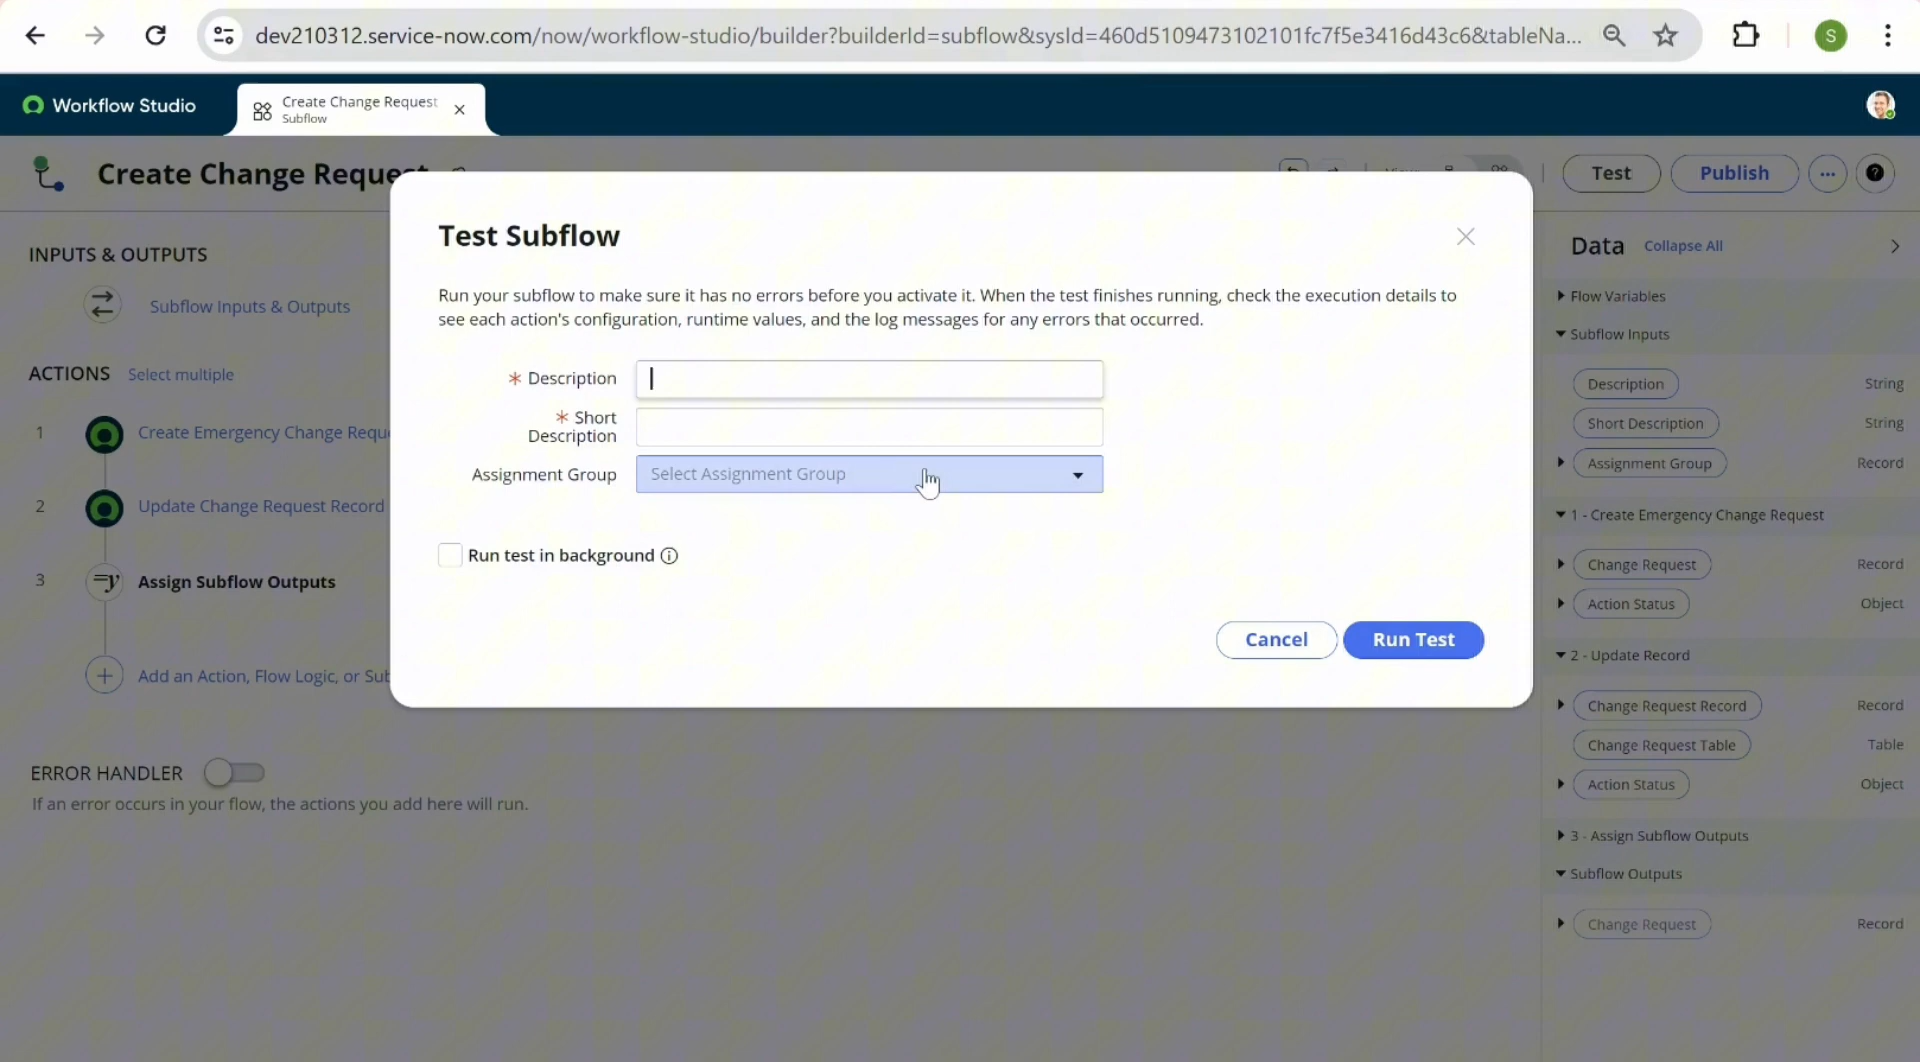 dev210312.service-now.com/now/workflow-studio/builder?builderId=subflow&sysId=460d5109473102101fc7f5e3416d43c6&tableNa...
S
Workflow Studio
Create Change Request
Subflow
Create Change Request
Test
Publish
INPUTS & OUTPUTS
Subflow Inputs & Outputs
ACTIONS Select multiple
1 Create Emergency Change Requ
2 Update Change Request Record
3 Assign Subflow Outputs
Add an Action, Flow Logic, or Sub
ERROR HANDLER
If an error occurs in your flow, the actions you add here will run.
Test Subflow
Run your subflow to make sure it has no errors before you activate it. When the test finishes running, check the execution details to
see each action's configuration, runtime values, and the log messages for any errors that occurred.
* Description
* Short
Description
Assignment Group Select Assignment Group
Run test in background
Cancel Run Test
Data Collapse All
Flow Variables
Subflow Inputs
Description String
Short Description String
Assignment Group Record
1 - Create Emergency Change Request
Change Request Record
Action Status Object
2 - Update Record
Change Request Record Record
Change Request Table Table
Action Status Object
3 - Assign Subflow Outputs
Subflow Outputs
Change Request Record